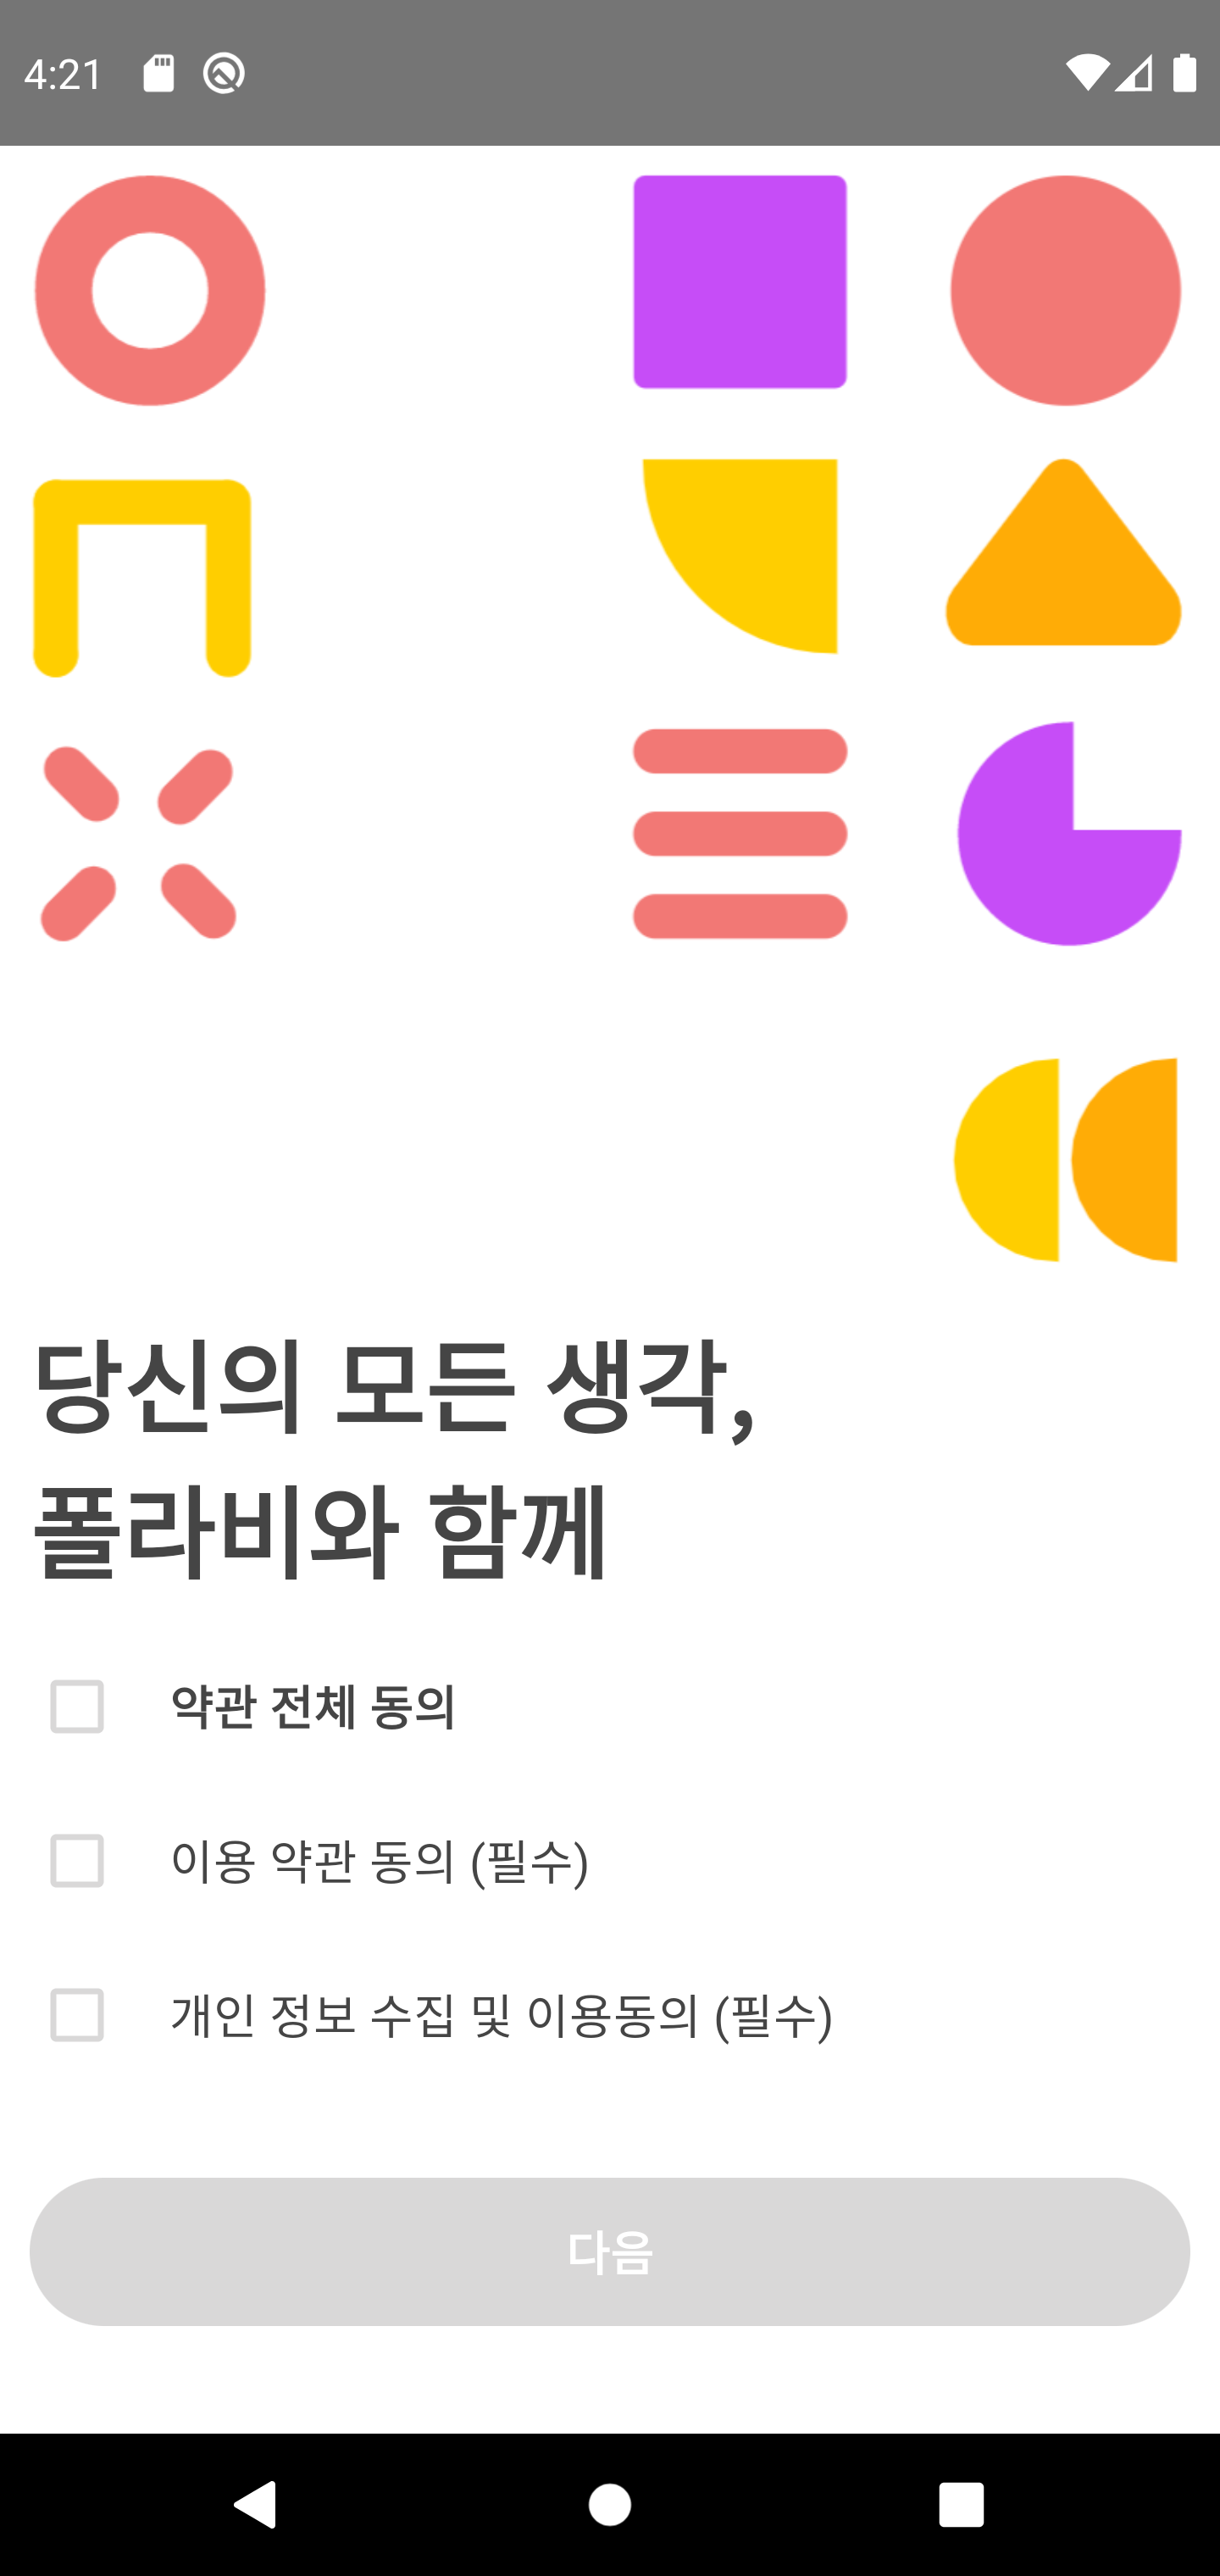 4:21
당신의 모든 생각,
폴라비와 함께
약관 전체 동의
이용 약관 동의 (필수)
개인 정보 수집 및 이용동의 (필수)
다음